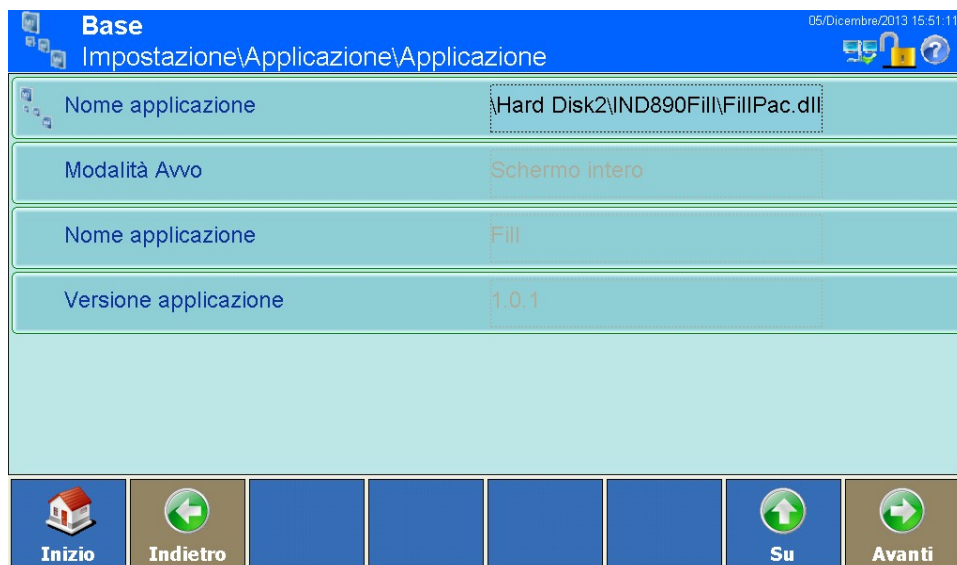 Base
05/Dicembre/2013 15:51:11
Impostazione\Applicazione\Applicazione
Nome applicazione \Hard Disk2\IND890Fill\FillPac.dll
Modalità Avvo Schermo intero
Nome applicazione Fill
Versione applicazione 1.0.1
Inizio Indietro Su Avanti